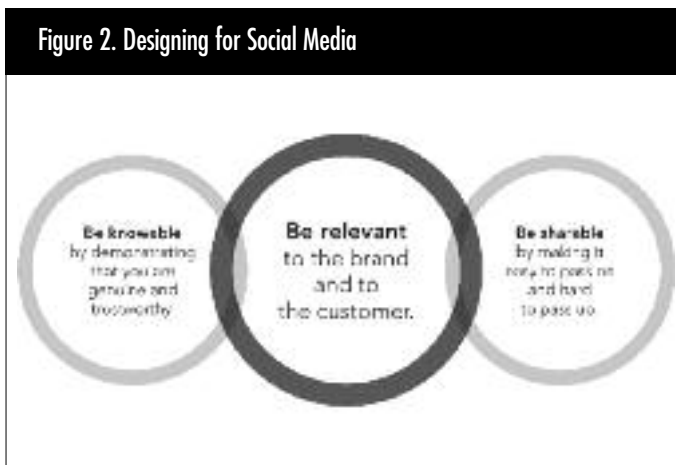 Figure 2. Designing for Social Media
Be knowable
by demonstrating
that you are
genuine and
trustworthy
Be relevant
to the brand
and to
the customer.
Be sharable
by making it
easy to pass on
and hard
to pass up.